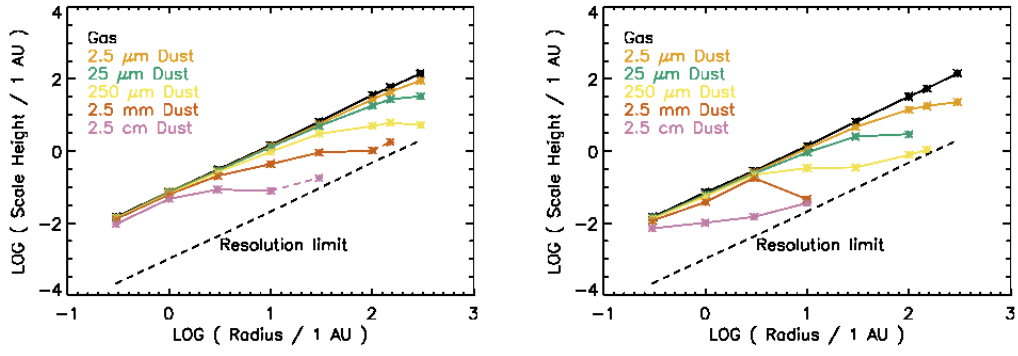 4
2
0
-2
-4
LOG ( Scale Height / 1 AU )
Gas
2.5 μm Dust
25 μm Dust
250 μm Dust
2.5 mm Dust
2.5 cm Dust
Resolution limit
-1 0 1 2 3
LOG ( Radius / 1 AU )
4
2
0
-2
-4
LOG ( Scale Height / 1 AU )
Gas
2.5 μm Dust
25 μm Dust
250 μm Dust
2.5 mm Dust
2.5 cm Dust
Resolution limit
-1 0 1 2 3
LOG ( Radius / 1 AU )